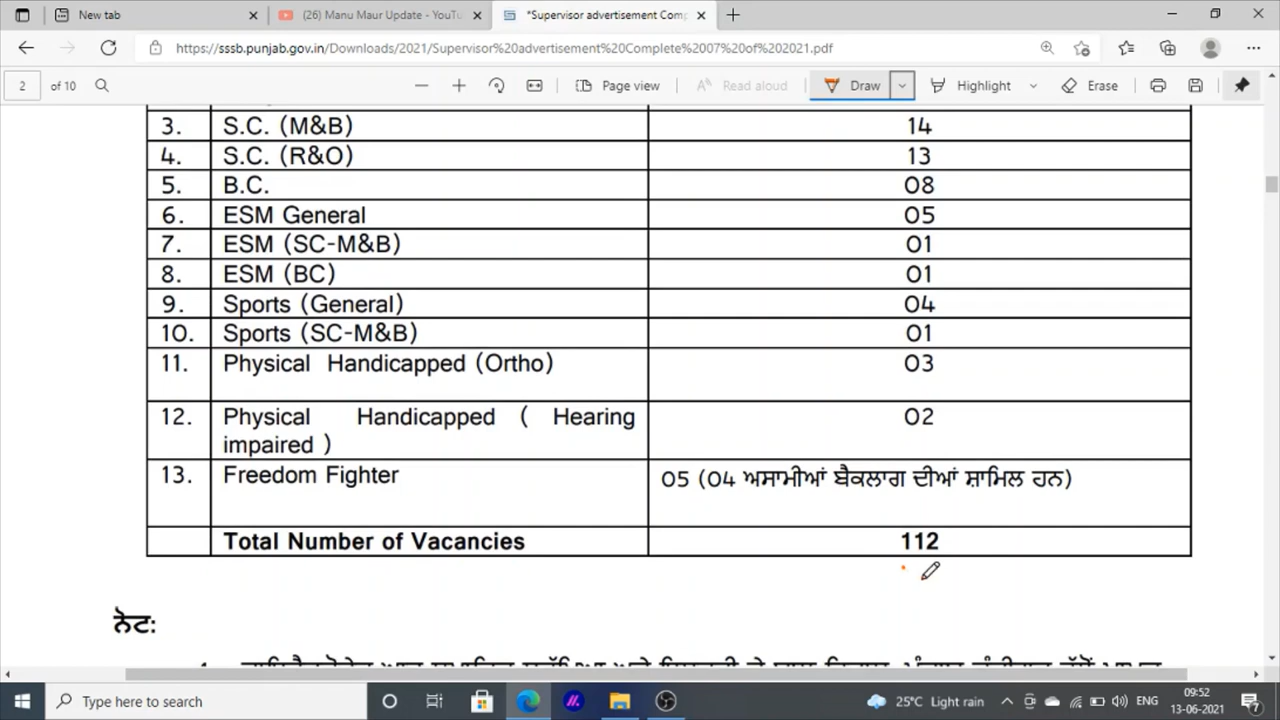 New tab
(26) Manu Maur Update - YouTu
*Supervisor advertisement Comp
https://sssb.punjab.gov.in/Downloads/2021/Supervisor%20advertisement%20Complete%2007%20of%202021.pdf
2 of 10 Page view Read aloud Draw Highlight Erase
3. S.C. (M&B) 14
4. S.C. (R&O) 13
5. B.C. 08
6. ESM General 05
7. ESM (SC-M&B) 01
8. ESM (BC) 01
9. Sports (General) 04
10. Sports (SC-M&B) 01
11. Physical Handicapped (Ortho) 03
12. Physical Handicapped ( Hearing 02
impaired )
13. Freedom Fighter 05 (04 ਅਸਾਮੀਆਂ ਬੈਕਲਾਗ ਦੀਆਂ ਸ਼ਾਮਿਲ ਹਨ)
Total Number of Vacancies 112
ਨੋਟ:
Type here to search
25°C Light rain
ENG
09:52
13-06-2021
7